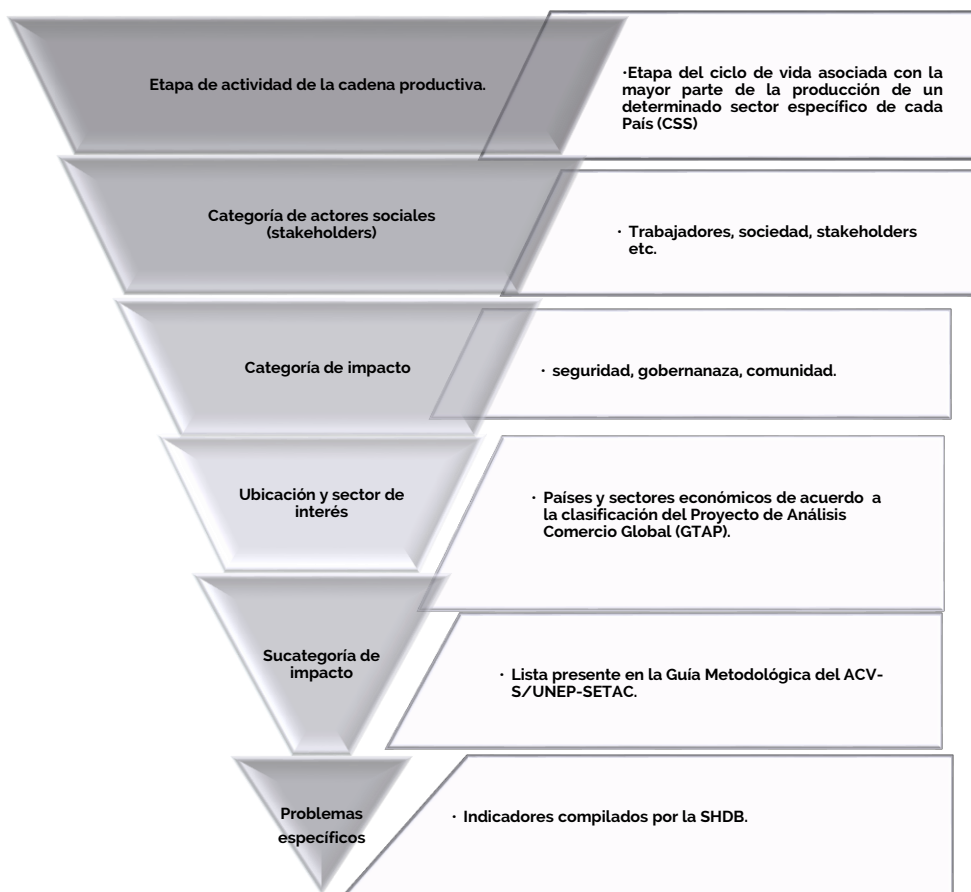 Etapa de actividad de la cadena productiva.
·Etapa del ciclo de vida asociada con la
mayor parte de la producción de un
determinado sector específico de cada
País (CSS)
Categoría de actores sociales
(stakeholders)
· Trabajadores, sociedad, stakeholders
etc.
Categoría de impacto
· seguridad, gobernanaza, comunidad.
Ubicación y sector de
interés
· Países y sectores económicos de acuerdo a
la clasificación del Proyecto de Análisis
Comercio Global (GTAP).
Sucategoría de
impacto
· Lista presente en la Guía Metodológica del ACV-
S/UNEP-SETAC.
Problemas
específicos
· Indicadores compilados por la SHDB.